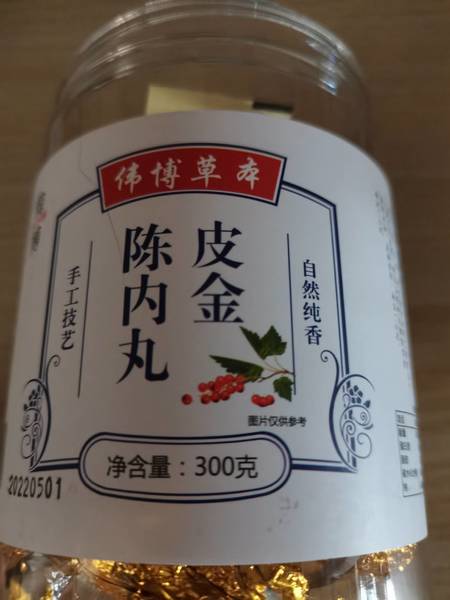 伟博草本
陈皮
内金
丸
手工技艺
自然纯香
图片仅供参考
净含量：300克
20220501